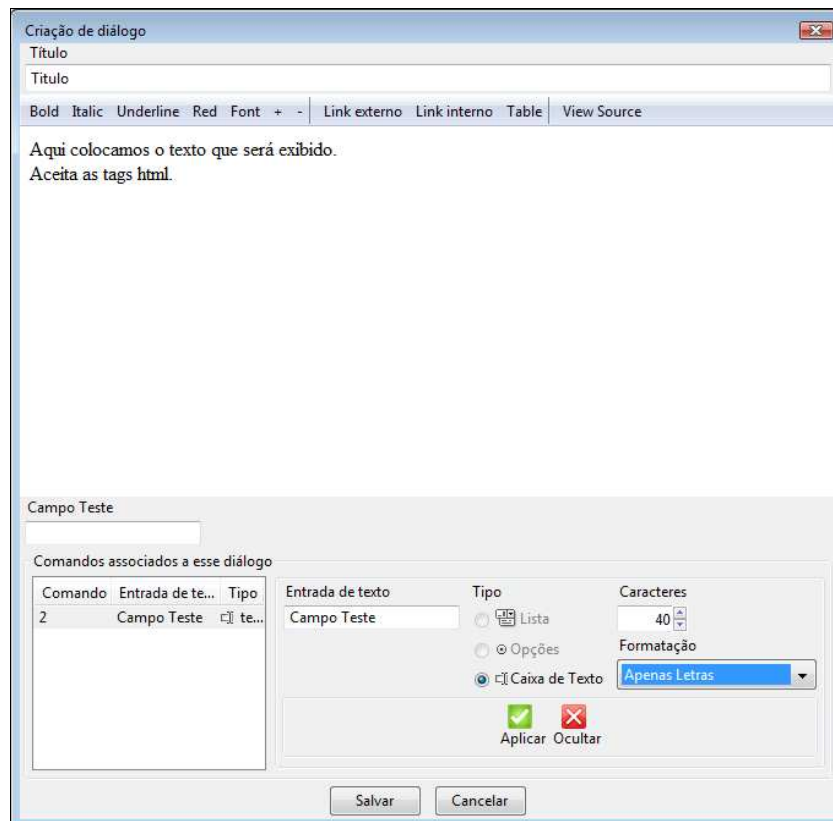 Criação de diálogo
Título
Titulo
Bold Italic Underline Red Font + - Link externo Link interno Table View Source
Aqui colocamos o texto que será exibido.
Aceita as tags html.
Campo Teste
Comandos associados a esse diálogo
Comando Entrada de te... Tipo
2 Campo Teste te...
Entrada de texto
Campo Teste
Tipo
Lista
Opções
Caixa de Texto
Caracteres
40
Formatação
Apenas Letras
Aplicar Ocultar
Salvar Cancelar